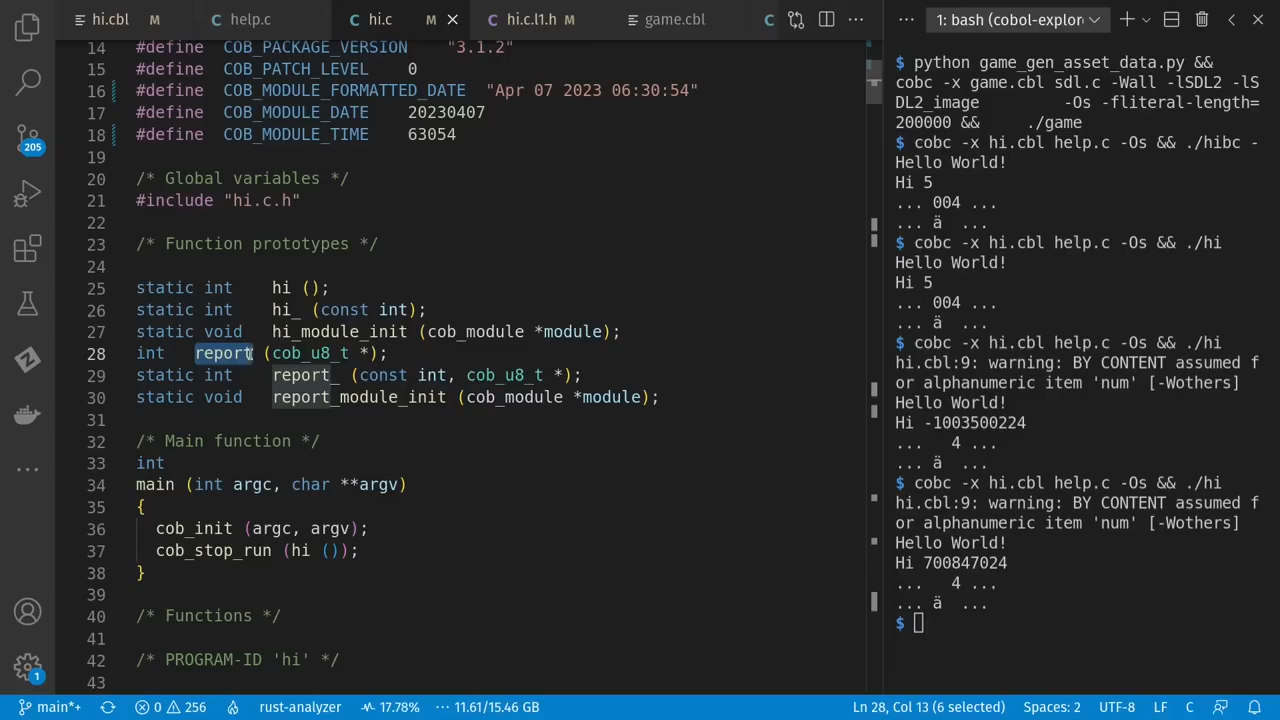 hi.cbl M
help.c
hi.c M
hi.c.l1.h M
game.cbl
C
1: bash (cobol-explor
14 #define COB_PACKAGE_VERSION "3.1.2"
15 #define COB_PATCH_LEVEL 0
16 #define COB_MODULE_FORMATTED_DATE "Apr 07 2023 06:30:54"
17 #define COB_MODULE_DATE 20230407
18 #define COB_MODULE_TIME 63054
19
20 /* Global variables */
21 #include "hi.c.h"
22
23 /* Function prototypes */
24
25 static int hi ();
26 static int hi_ (const int);
27 static void hi_module_init (cob_module *module);
28 int report (cob_u8_t *);
29 static int report_ (const int, cob_u8_t *);
30 static void report_module_init (cob_module *module);
31
32 /* Main function */
33 int
34 main (int argc, char **argv)
35 {
36 cob_init (argc, argv);
37 cob_stop_run (hi ());
38 }
39
40 /* Functions */
41
42 /* PROGRAM-ID 'hi' */
43
$ python game_gen_asset_data.py &&
cobc -x game.cbl sdl.c -Wall -lSDL2 -lS
DL2_image -Os -fliteral-length=
200000 && ./game
$ cobc -x hi.cbl help.c -Os && ./hibc -
Hello World!
Hi 5
... 004 ...
... ä ...
$ cobc -x hi.cbl help.c -Os && ./hi
Hello World!
Hi 5
... 004 ...
... ä ...
$ cobc -x hi.cbl help.c -Os && ./hi
hi.cbl:9: warning: BY CONTENT assumed f
or alphanumeric item 'num' [-Wothers]
Hello World!
Hi -1003500224
... 4 ...
... ä ...
$ cobc -x hi.cbl help.c -Os && ./hi
hi.cbl:9: warning: BY CONTENT assumed f
or alphanumeric item 'num' [-Wothers]
Hello World!
Hi 700847024
... 4 ...
... ä ...
$
205
1
main*+ 0 256 rust-analyzer 17.78% ··· 11.61/15.46 GB Ln 28, Col 13 (6 selected) Spaces: 2 UTF-8 LF C